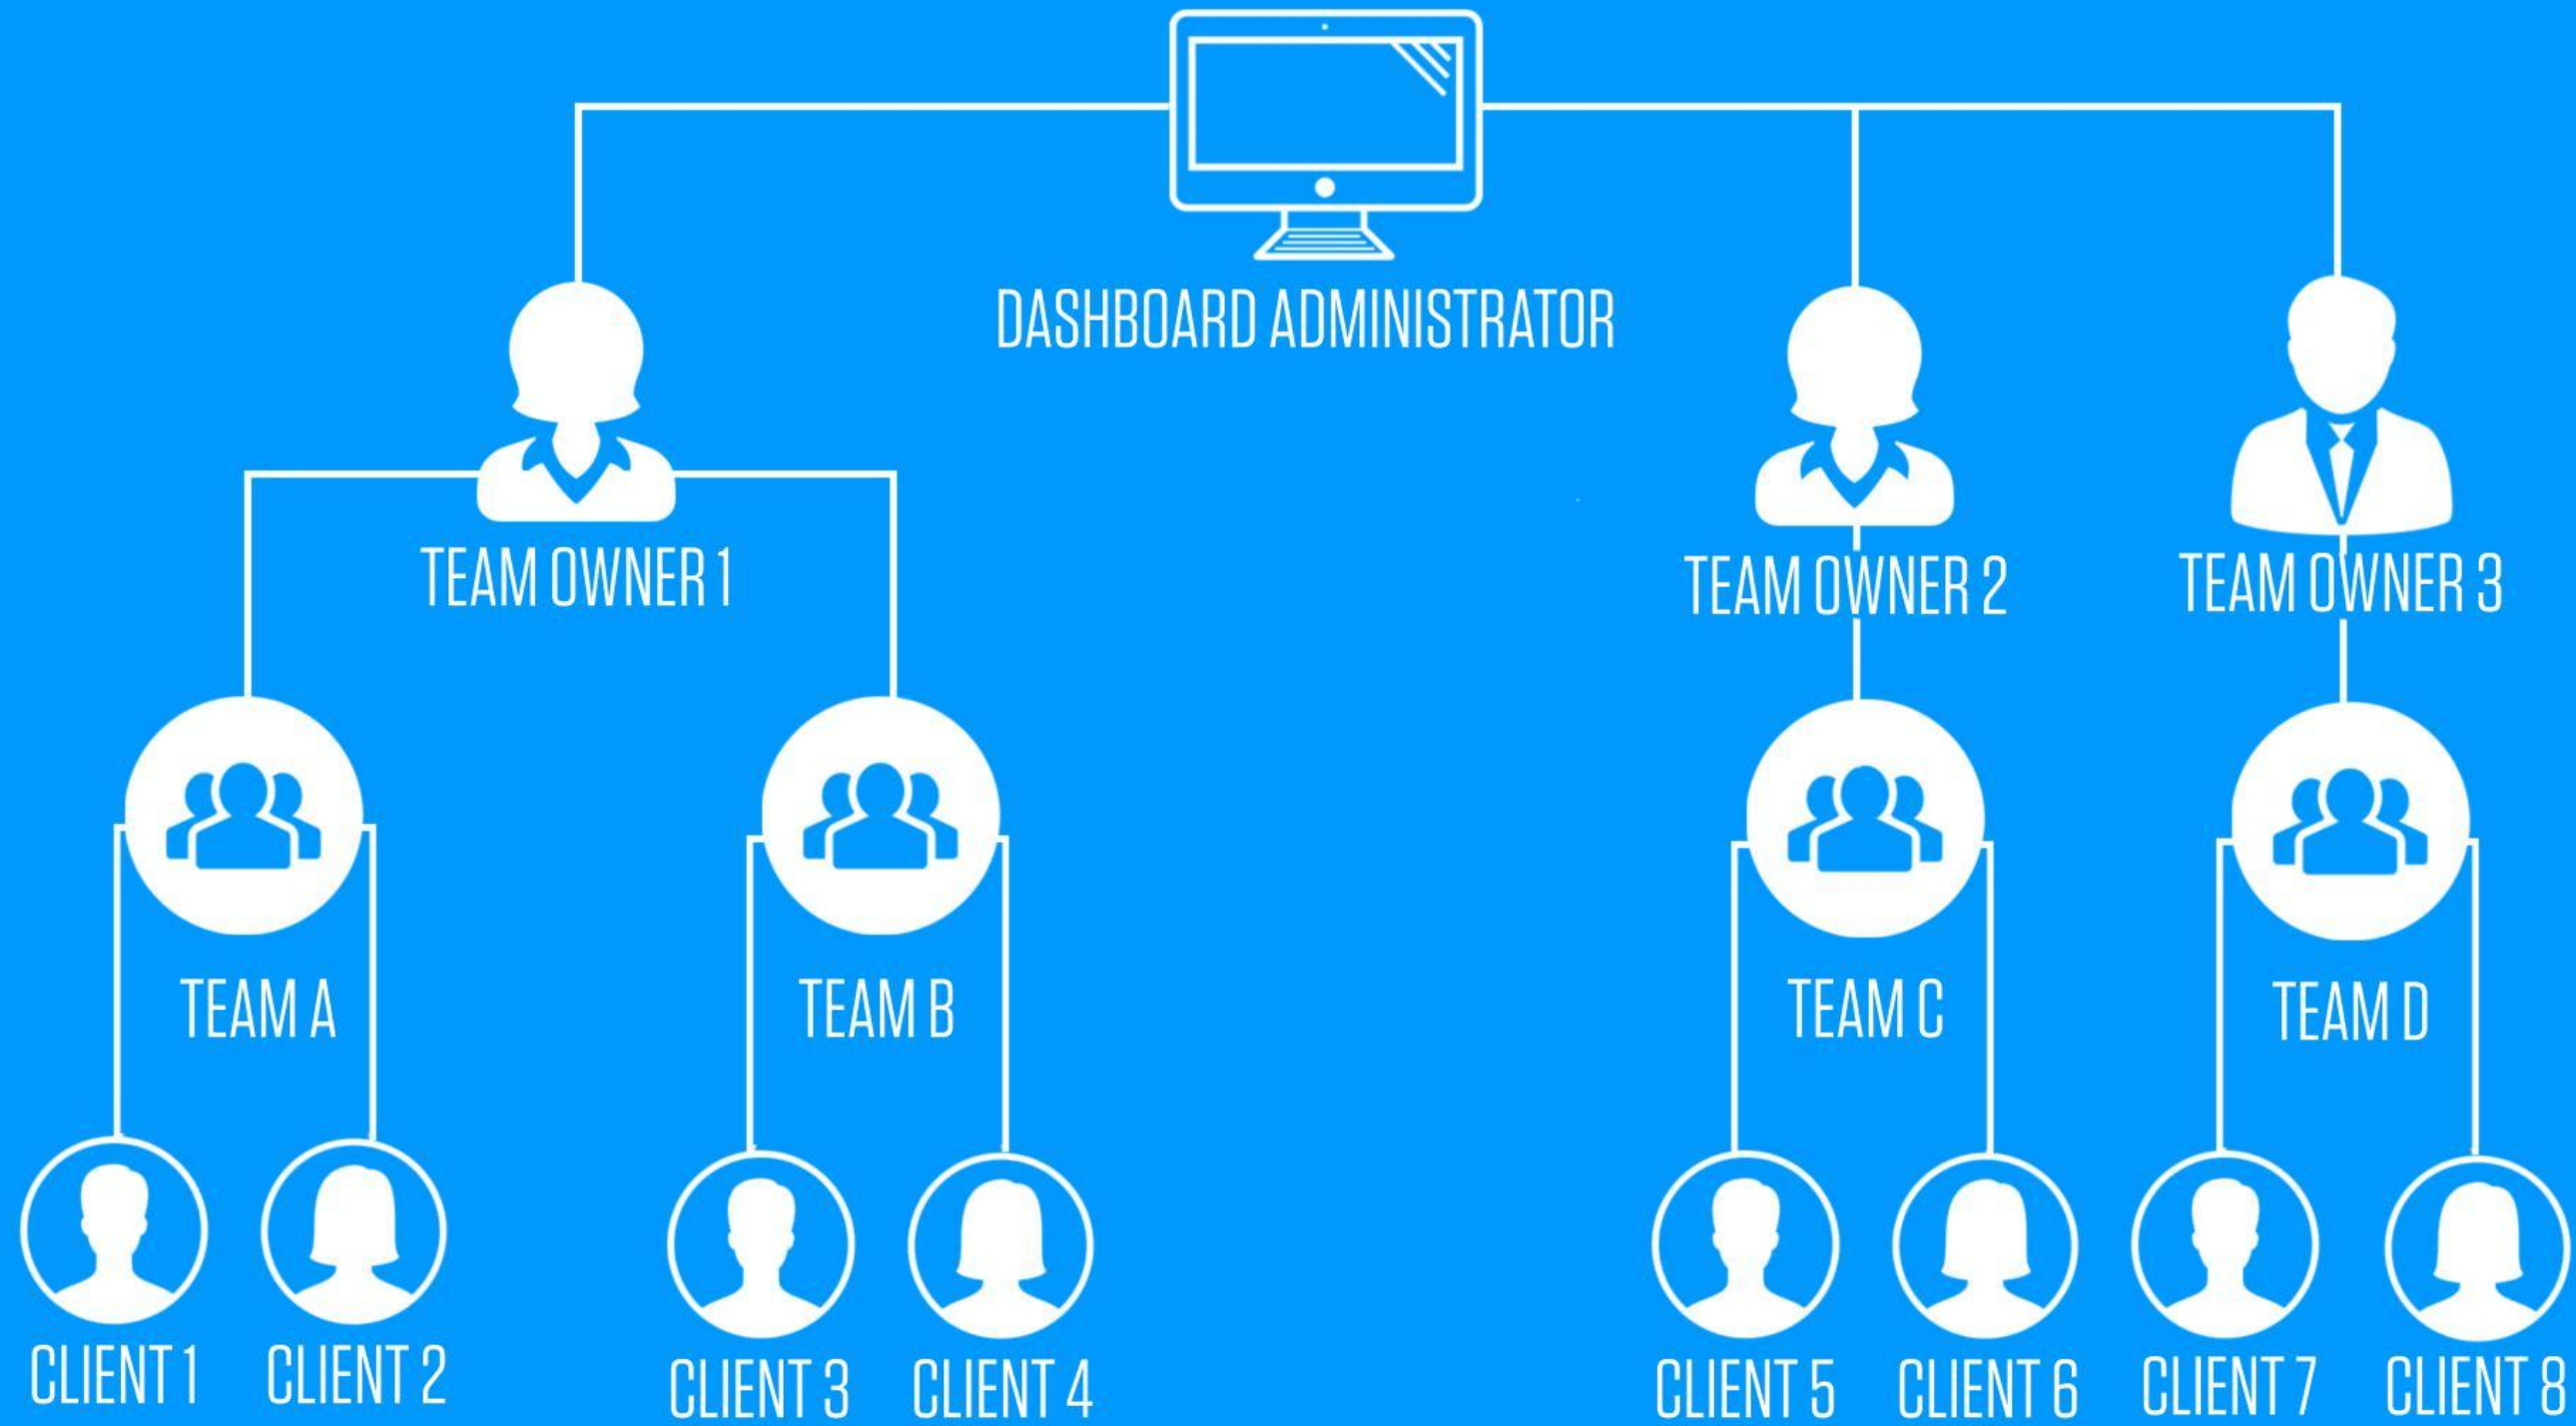 DASHBOARD ADMINISTRATOR
TEAM OWNER 1
TEAM OWNER 2
TEAM OWNER 3
TEAM A
TEAM B
TEAM C
TEAM D
CLIENT 1
CLIENT 2
CLIENT 3
CLIENT 4
CLIENT 5
CLIENT 6
CLIENT 7
CLIENT 8